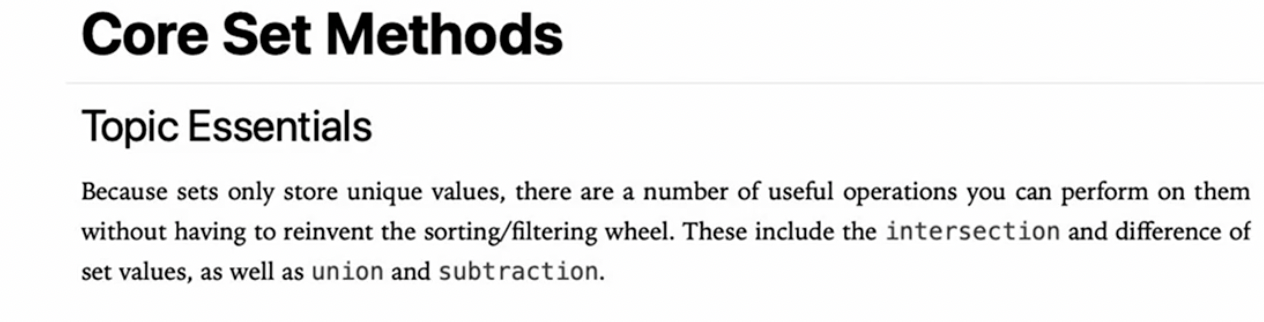 Core Set Methods
Topic Essentials
Because sets only store unique values, there are a number of useful operations you can perform on them
without having to reinvent the sorting/filtering wheel. These include the intersection and difference of
set values, as well as union and subtraction.